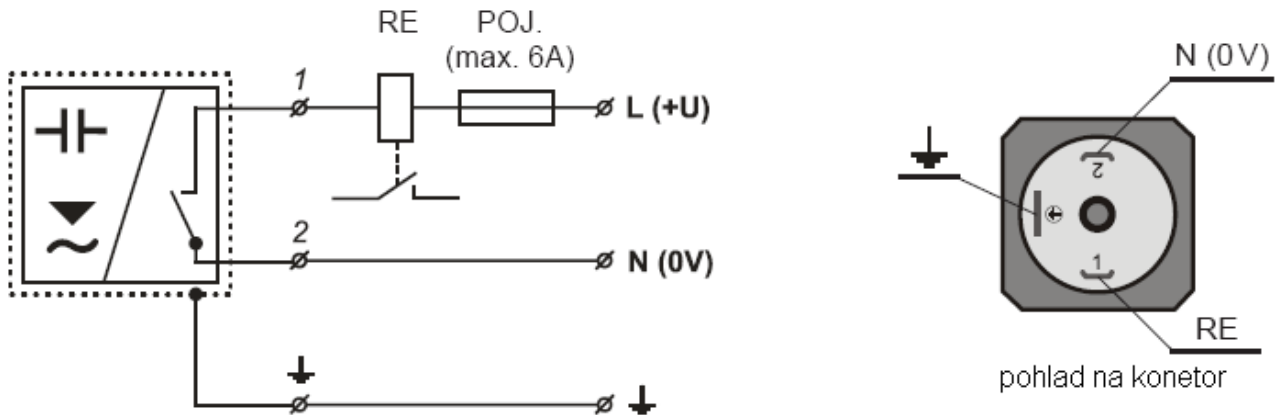 RE
POJ.
(max. 6A)
1
L (+U)
2
N (0V)
N (0V)
2
1
RE
pohlad na konetor